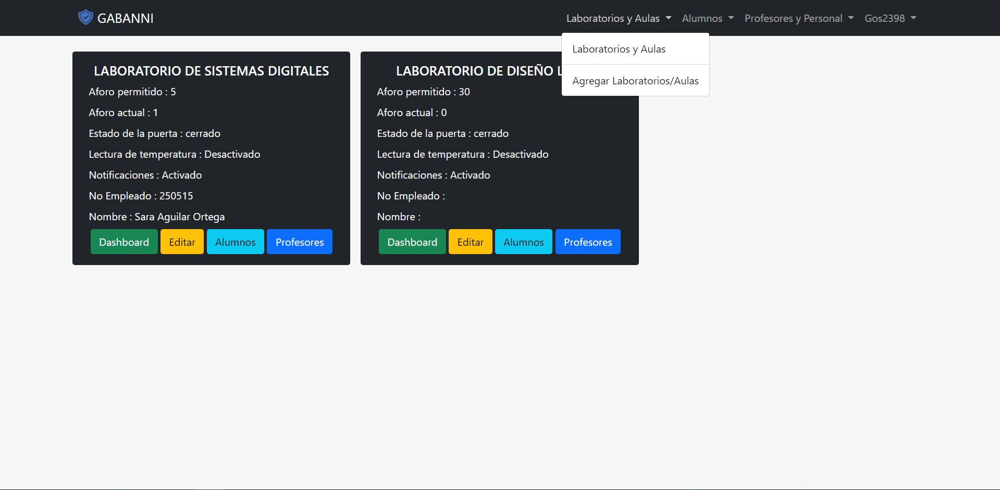 GABANNI
Laboratorios y Aulas
Alumnos
Profesores y Personal
Gos2398
Laboratorios y Aulas
Agregar Laboratorios/Aulas
LABORATORIO DE SISTEMAS DIGITALES
Aforo permitido : 5
Aforo actual : 1
Estado de la puerta : cerrado
Lectura de temperatura : Desactivado
Notificaciones : Activado
No Empleado : 250515
Nombre : Sara Aguilar Ortega
Dashboard
Editar
Alumnos
Profesores
LABORATORIO DE DISEÑO
Aforo permitido : 30
Aforo actual : 0
Estado de la puerta : cerrado
Lectura de temperatura : Desactivado
Notificaciones : Activado
No Empleado :
Nombre :
Dashboard
Editar
Alumnos
Profesores